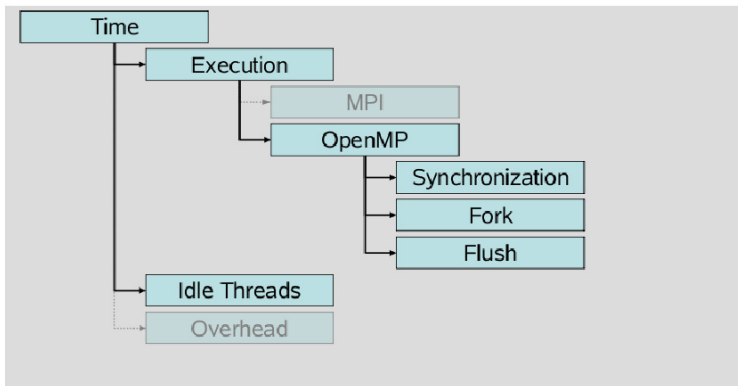 Time
Execution
MPI
OpenMP
Synchronization
Fork
Flush
Idle Threads
Overhead